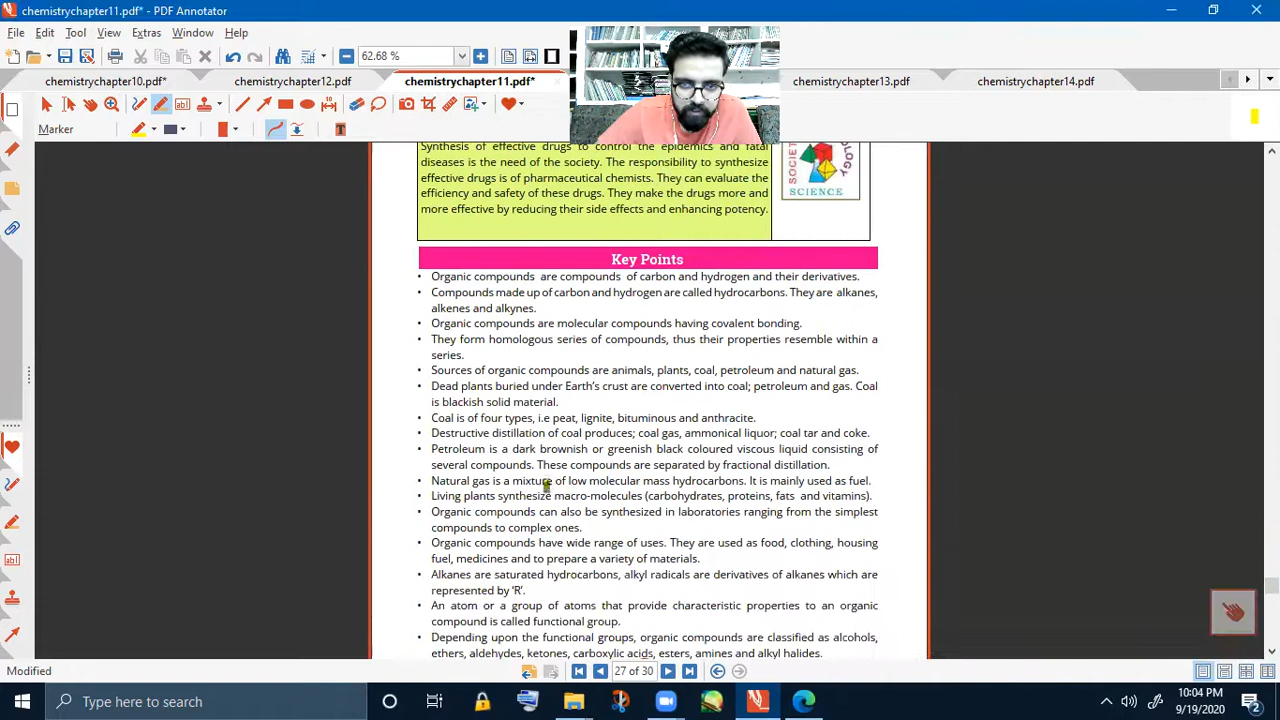 chemistrychapter11.pdf* - PDF Annotator
File Edit Tool View Extras Window Help
62.68 %
chemistrychapter10.pdf* chemistrychapter12.pdf chemistrychapter11.pdf* chemistrychapter13.pdf chemistrychapter14.pdf
Marker
Synthesis of effective drugs to control the epidemics and fatal
diseases is the need of the society. The responsibility to synthesize
effective drugs is of pharmaceutical chemists. They can evaluate the
efficiency and safety of these drugs. They make the drugs more and
more effective by reducing their side effects and enhancing potency.
SCIENCE
Key Points
• Organic compounds are compounds of carbon and hydrogen and their derivatives.
• Compounds made up of carbon and hydrogen are called hydrocarbons. They are alkanes,
alkenes and alkynes.
• Organic compounds are molecular compounds having covalent bonding.
• They form homologous series of compounds, thus their properties resemble within a
series.
• Sources of organic compounds are animals, plants, coal, petroleum and natural gas.
• Dead plants buried under Earth’s crust are converted into coal; petroleum and gas. Coal
is blackish solid material.
• Coal is of four types, i.e peat, lignite, bituminous and anthracite.
• Destructive distillation of coal produces; coal gas, ammonical liquor; coal tar and coke.
• Petroleum is a dark brownish or greenish black coloured viscous liquid consisting of
several compounds. These compounds are separated by fractional distillation.
• Natural gas is a mixture of low molecular mass hydrocarbons. It is mainly used as fuel.
• Living plants synthesize macro-molecules (carbohydrates, proteins, fats and vitamins).
• Organic compounds can also be synthesized in laboratories ranging from the simplest
compounds to complex ones.
• Organic compounds have wide range of uses. They are used as food, clothing, housing
fuel, medicines and to prepare a variety of materials.
• Alkanes are saturated hydrocarbons, alkyl radicals are derivatives of alkanes which are
represented by ‘R’.
• An atom or a group of atoms that provide characteristic properties to an organic
compound is called functional group.
• Depending upon the functional groups, organic compounds are classified as alcohols,
ethers, aldehydes, ketones, carboxylic acids, esters, amines and alkyl halides.
Modified
27 of 30
Type here to search
10:04 PM
9/19/2020
2